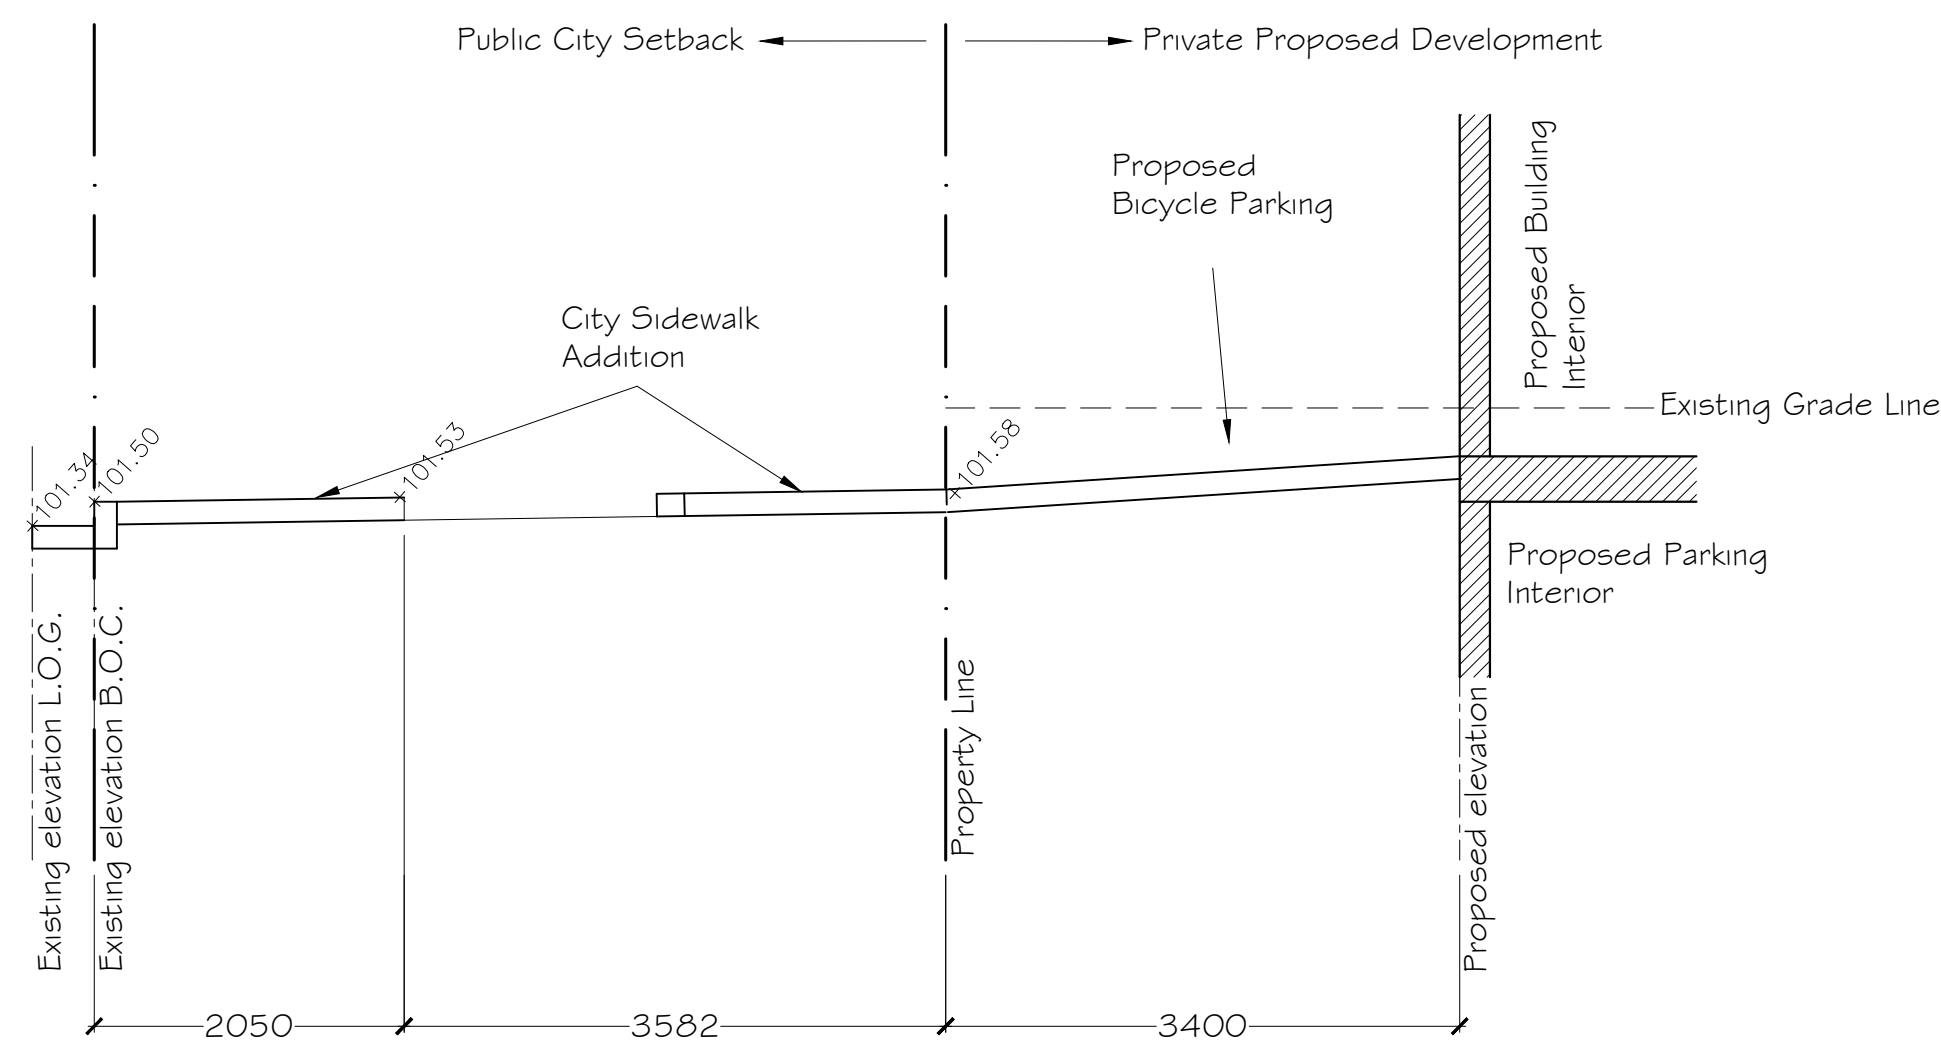 Public City Setback
Private Proposed Development
Proposed
Bicycle Parking
Proposed Building
Interior
City Sidewalk
Addition
Existing Grade Line
101.34
101.50
101.53
101.58
Proposed Parking
Interior
Existing elevation L.O.G.
Existing elevation B.O.C.
Property Line
Proposed elevation
2050
3582
3400